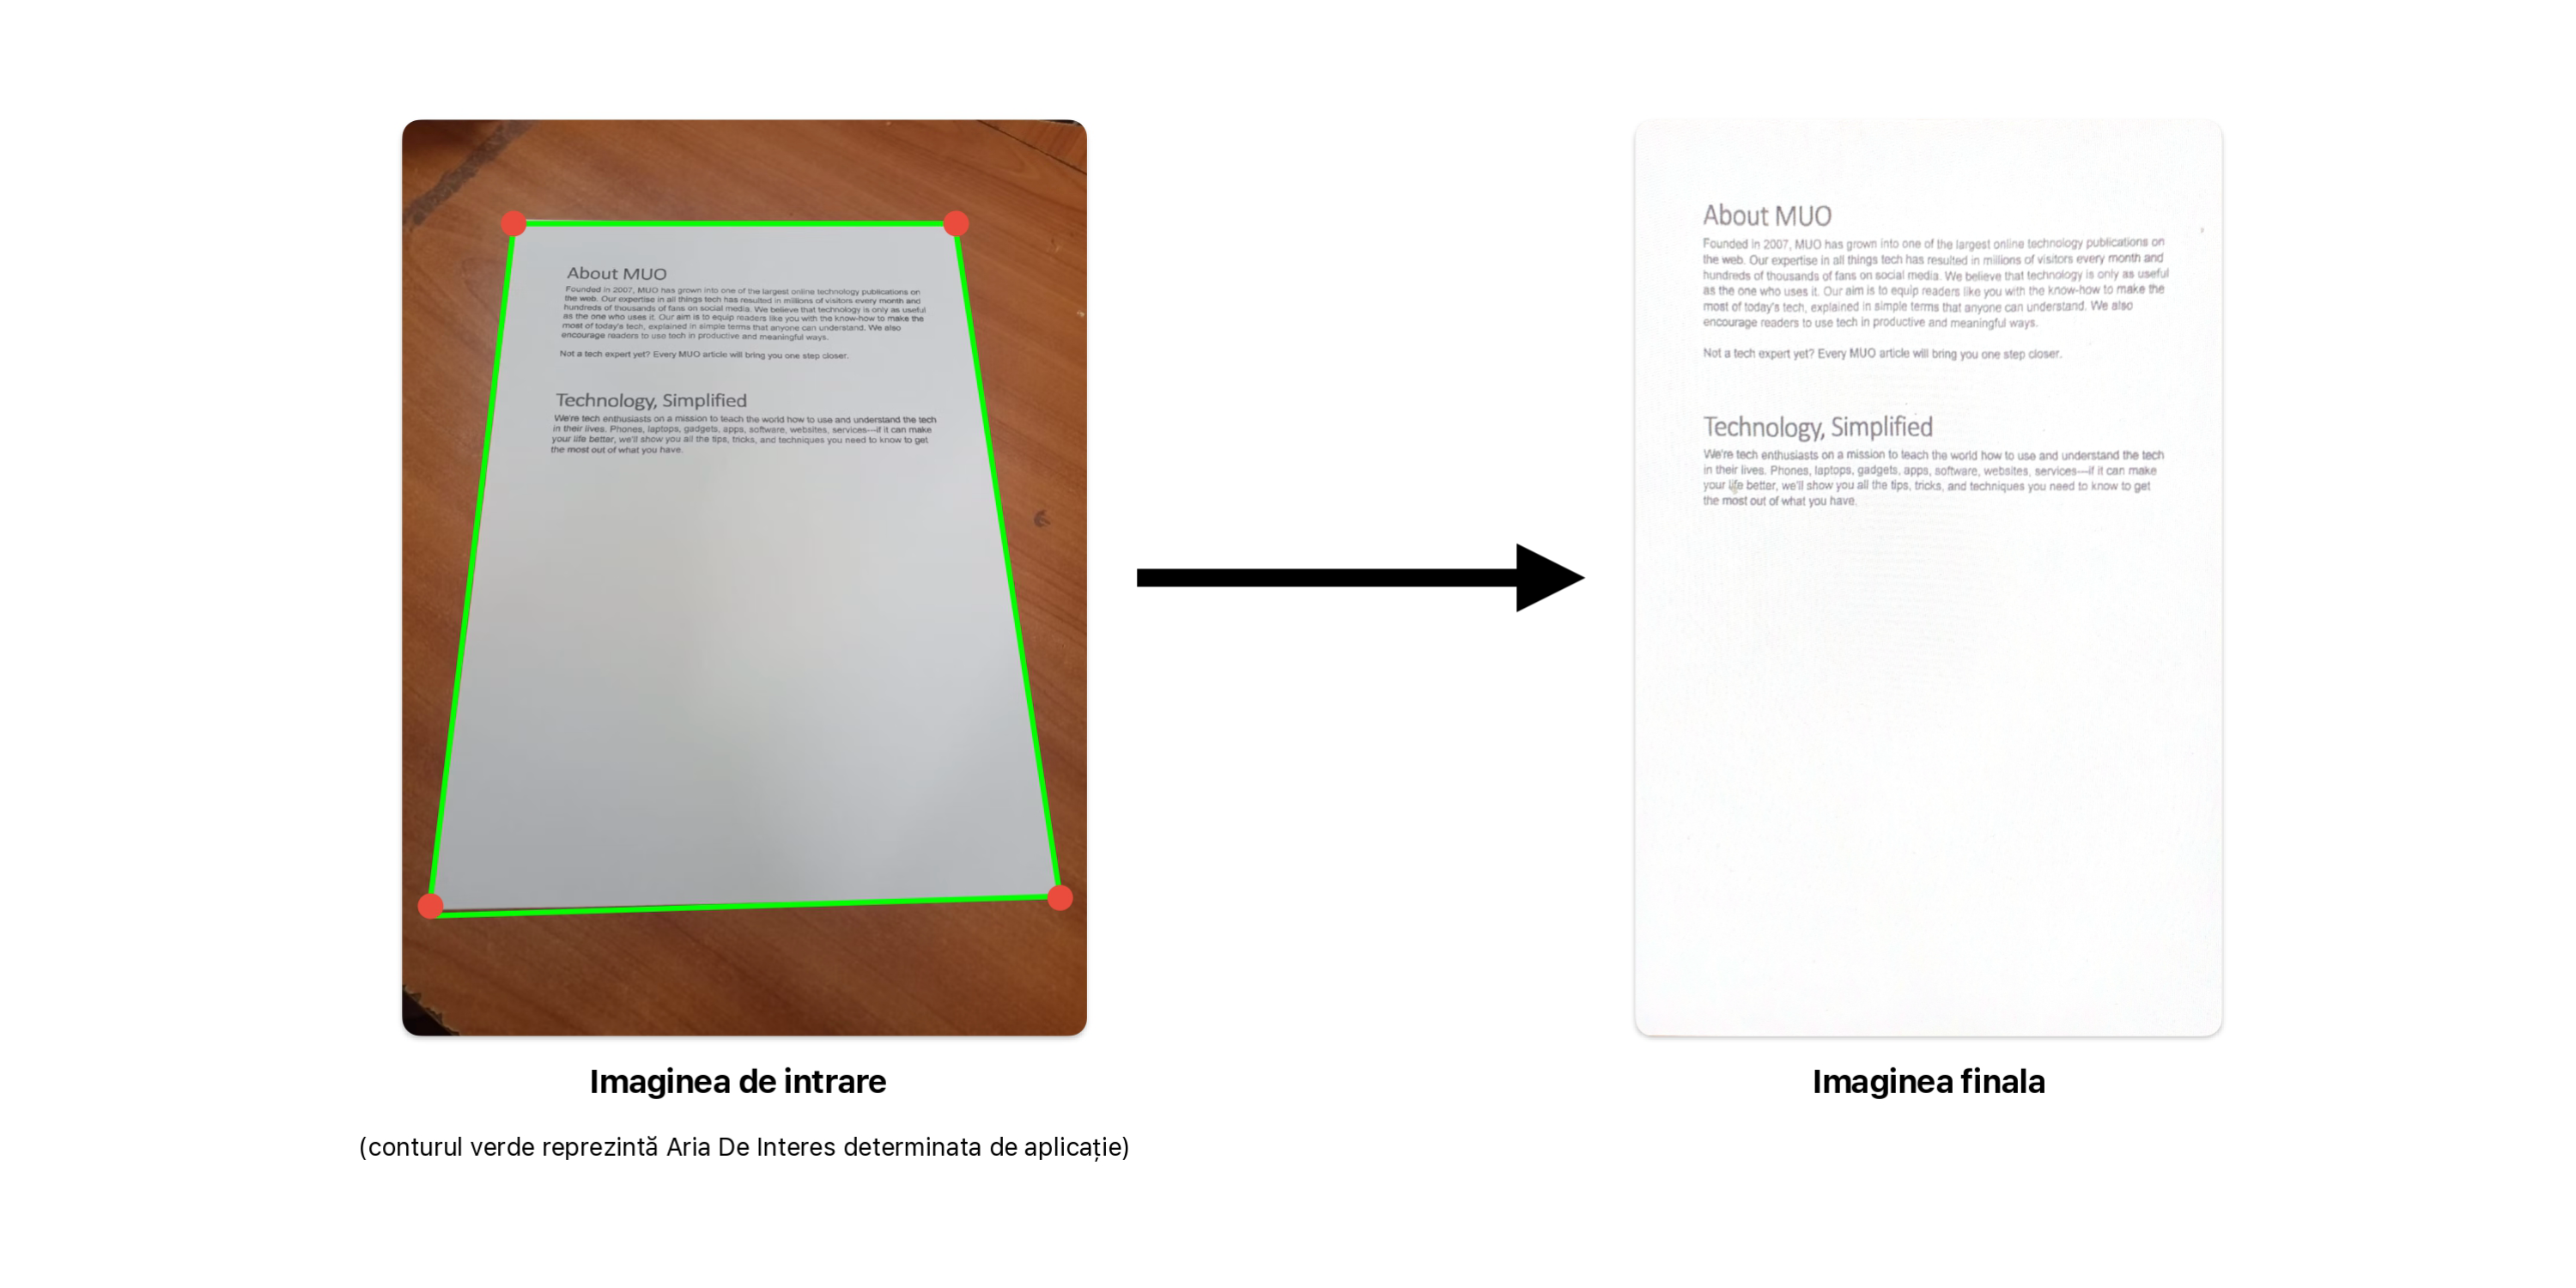 About MUO
Founded in 2007, MUO has grown into one of the largest online technology publications on
the web. Our expertise in all things tech has resulted in millions of visitors every month and
hundreds of thousands of fans on social media. We believe that technology is only as useful
as the one who uses it. Our aim is to equip readers like you with the know-how to make the
most of today's tech, explained in simple terms that anyone can understand. We also
encourage readers to use tech in productive and meaningful ways.
Not a tech expert yet? Every MUO article will bring you one step closer.
Technology, Simplified
We're tech enthusiasts on a mission to teach the world how to use and understand the tech
in their lives. Phones, laptops, gadgets, apps, software, websites, services—if it can make
your life better, we'll show you all the tips, tricks, and techniques you need to know to get
the most out of what you have.
Imaginea de intrare
(conturul verde reprezintă Aria De Interes determinata de aplicație)
About MUO
Founded in 2007, MUO has grown into one of the largest online technology publications on
the web. Our expertise in all things tech has resulted in millions of visitors every month and
hundreds of thousands of fans on social media. We believe that technology is only as useful
as the one who uses it. Our aim is to equip readers like you with the know-how to make the
most of today's tech, explained in simple terms that anyone can understand. We also
encourage readers to use tech in productive and meaningful ways.
Not a tech expert yet? Every MUO article will bring you one step closer.
Technology, Simplified
We're tech enthusiasts on a mission to teach the world how to use and understand the tech
in their lives. Phones, laptops, gadgets, apps, software, websites, services—if it can make
your life better, we'll show you all the tips, tricks, and techniques you need to know to get
the most out of what you have.
Imaginea finala